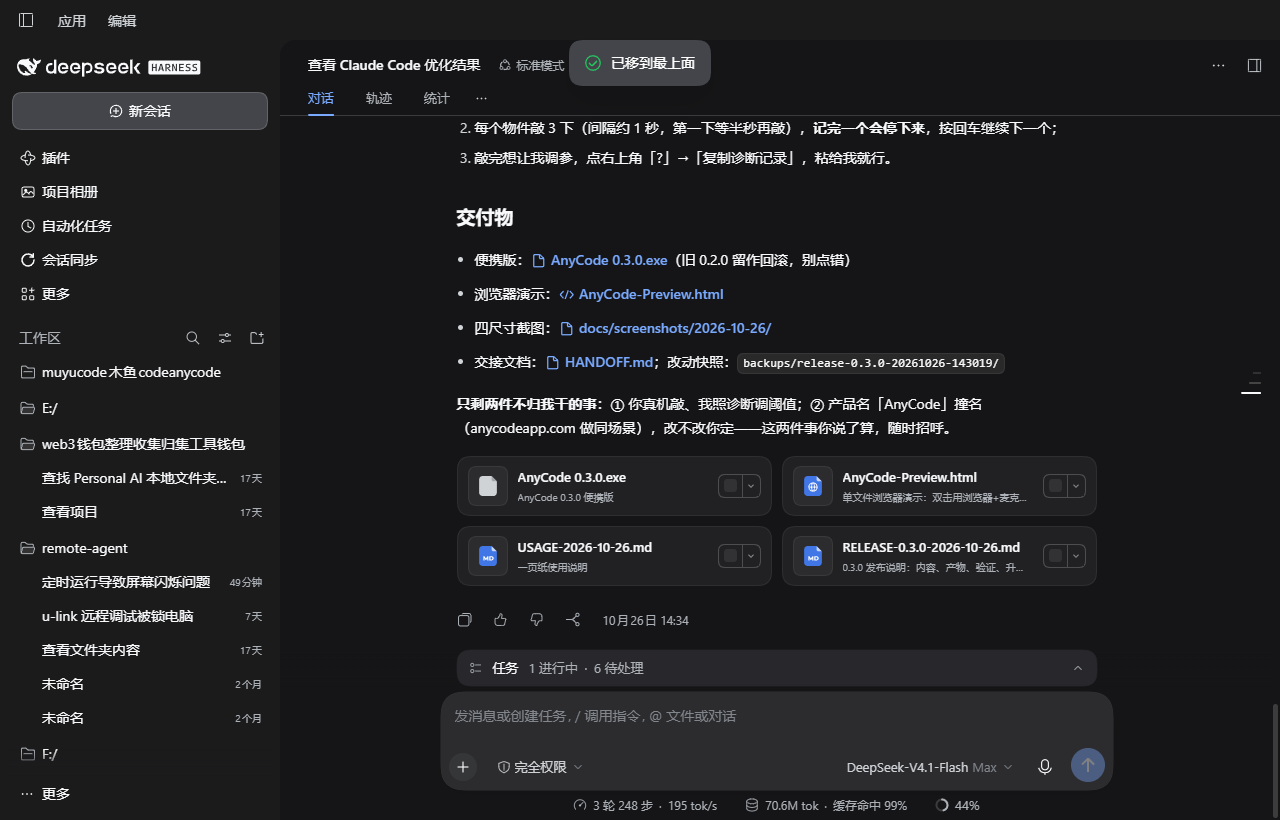 应用 编辑
deepseek HARNESS
新会话
插件
项目相册
自动化任务
会话同步
更多
工作区
muyucode木鱼codeanycode
E:/
web3钱包整理收集归集工具钱包
查找 Personal AI 本地文件夹... 17天
查看项目 17天
remote-agent
定时运行导致屏幕闪烁问题 49分钟
u-link 远程调试被锁电脑 7天
查看文件夹内容 17天
未命名 2个月
未命名 2个月
F:/
更多
查看 Claude Code 优化结果 标准模式
已移到最上面
对话 轨迹 统计 ...
2. 每个物件敲 3 下（间隔约 1 秒，第一下等半秒再敲），记完一个会停下来，按回车继续下一个；
3. 敲完想让我调参，点右上角「?」→「复制诊断记录」，粘给我就行。
交付物
• 便携版： AnyCode 0.3.0.exe（旧 0.2.0 留作回滚，别点错）
• 浏览器演示： AnyCode-Preview.html
• 四尺寸截图： docs/screenshots/2026-10-26/
• 交接文档： HANDOFF.md；改动快照： backups/release-0.3.0-20261026-143019/
只剩两件不归我干的事：① 你真机敲、我照诊断调阈值；② 产品名「AnyCode」撞名
（anycodeapp.com 做同场景），改不改你定——这两件事你说了算，随时招呼。
AnyCode 0.3.0.exe
AnyCode 0.3.0 便携版
AnyCode-Preview.html
单文件浏览器演示：双击用浏览器+麦克...
USAGE-2026-10-26.md
一页纸使用说明
RELEASE-0.3.0-2026-10-26.md
0.3.0 发布说明：内容、产物、验证、升...
10月26日 14:34
任务 1 进行中 · 6 待处理
发消息或创建任务, / 调用指令, @ 文件或对话
完全权限
DeepSeek-V4.1-Flash Max
3 轮 248 步 · 195 tok/s
70.6M tok · 缓存命中 99%
44%